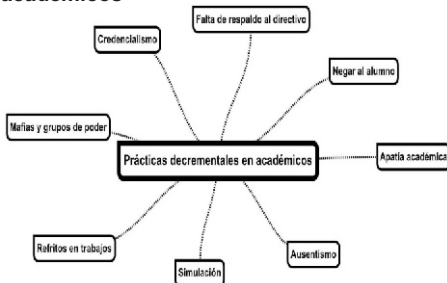 académicos
Falta de respaldo al directivo
Credencialismo
Negar al alumno
Mafias y grupos de poder
Prácticas decrementales en académicos
Apatía académica
Refritos en trabajos
Ausentismo
Simulación